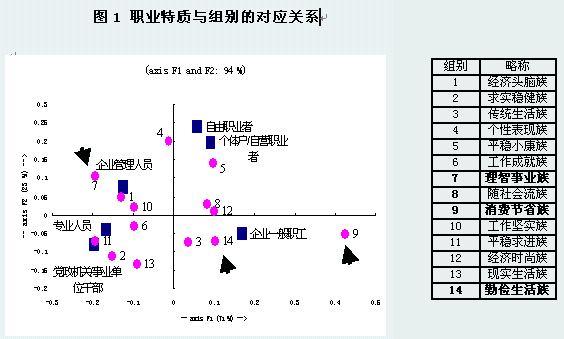 图 1 职业特质与组别的对应关系
(axis F1 and F2: 94 %)
-- axis F2 (23 %) -->
0.3
0.25
0.2
0.15
0.1
0.05
0
-0.05
-0.1
-0.15
-0.2
自由职业者
个体户/自营职业
者
4
5
企业管理人员
7
1
10
8
12
专业人员
6
11
2
13
3
14
企业一般职工
9
党政机关事业单
位干部
-0.3
-0.2
-0.1
0
0.1
0.2
0.3
0.4
0.5
-- axis F1 (71 %) -->
组别 略称
1 经济头脑族
2 求实稳健族
3 传统生活族
4 个性表现族
5 平稳小康族
6 工作成就族
7 理智事业族
8 随社会流族
9 消费节省族
10 工作坚实族
11 平稳求进族
12 经济时尚族
13 现实生活族
14 勤俭生活族